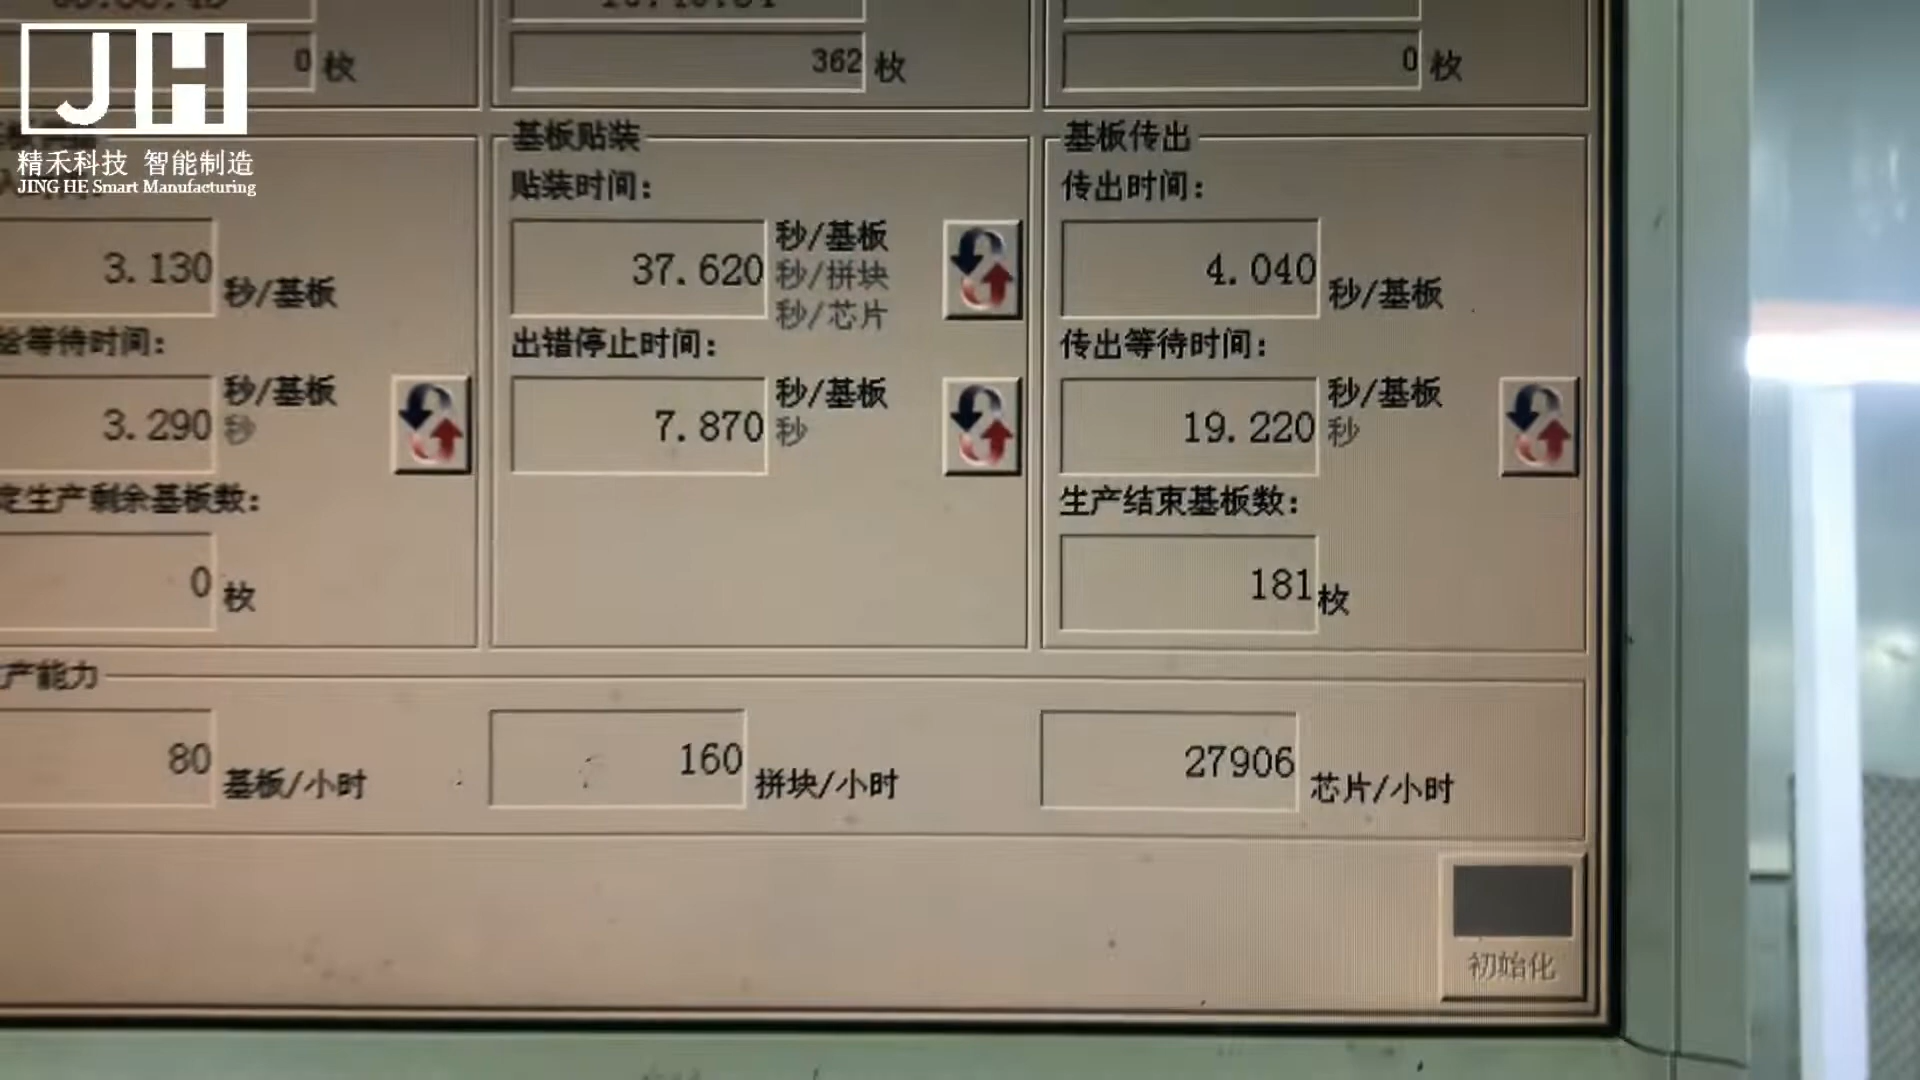 JH
精禾科技 智能制造
JING HE Smart Manufacturing
0 枚
362 枚
0 枚
基板贴装
贴装时间:
37.620
秒/基板
秒/拼块
秒/芯片
出错停止时间:
7.870
秒/基板
秒
基板传出
传出时间:
4.040 秒/基板
传出等待时间:
19.220
秒/基板
秒
生产结束基板数:
181 枚
3.130 秒/基板
等待时间:
3.290
秒/基板
秒
定生产剩余基板数:
0 枚
产能力
80 基板/小时
160 拼块/小时
27906 芯片/小时
初始化